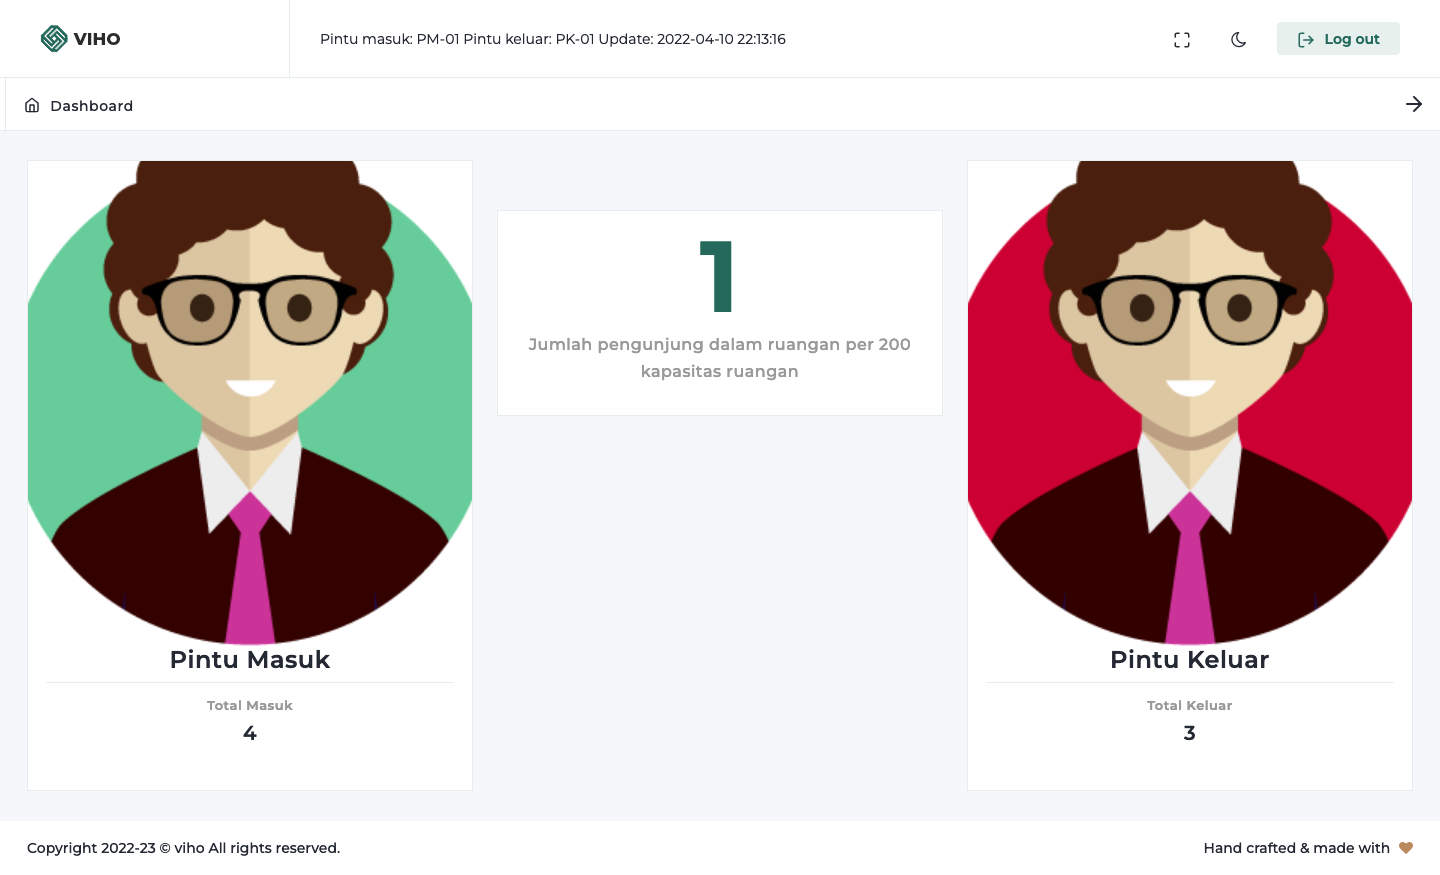 VIHO
Pintu masuk: PM-01 Pintu keluar: PK-01 Update: 2022-04-10 22:13:16
Log out
Dashboard
Pintu Masuk
Total Masuk
4
1
Jumlah pengunjung dalam ruangan per 200
kapasitas ruangan
Pintu Keluar
Total Keluar
3
Copyright 2022-23 © viho All rights reserved.
Hand crafted & made with